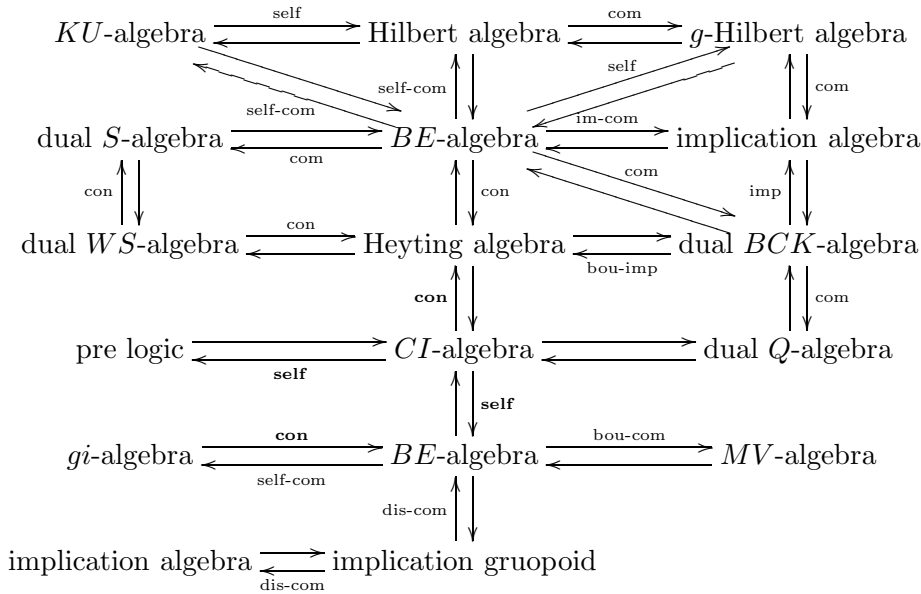 self com
KU-algebra Hilbert algebra g-Hilbert algebra
self-com self com
self-com im-com
dual S-algebra BE-algebra implication algebra
com
con con com imp
con
dual WS-algebra Heyting algebra dual BCK-algebra
bou-imp
con com
pre logic CI-algebra dual Q-algebra
self
self
con bou-com
gi-algebra BE-algebra MV-algebra
self-com
dis-com
implication algebra implication gruopoid
dis-com